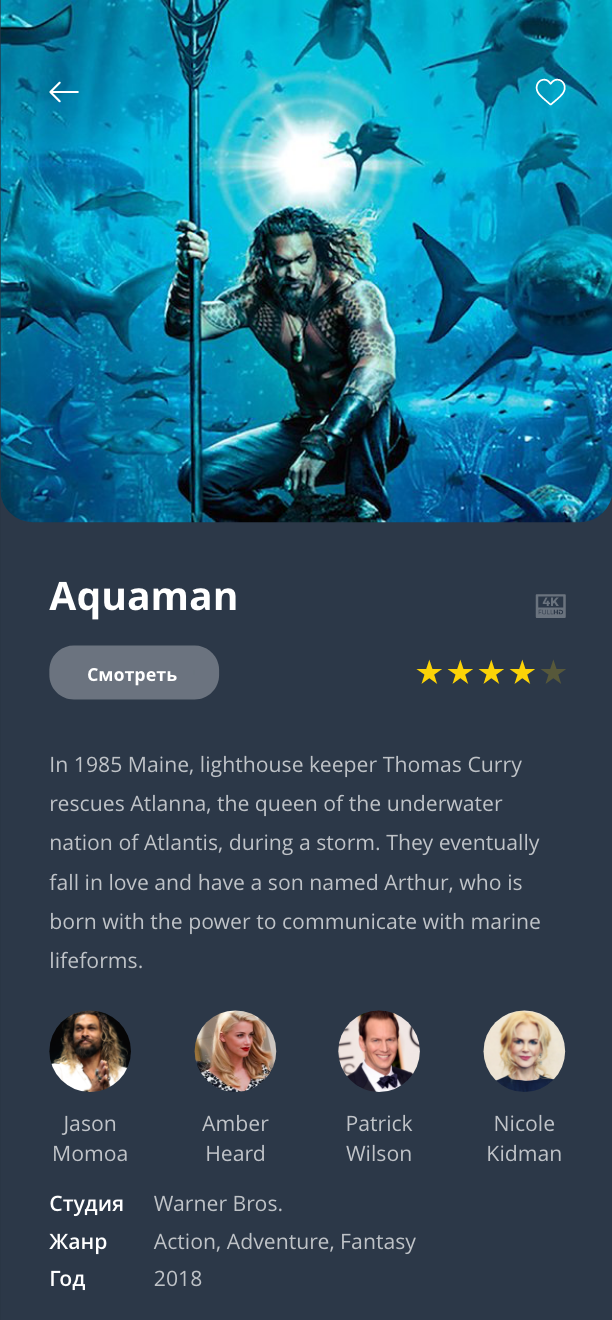 Aquaman
4K
FULLHD
Смотреть
In 1985 Maine, lighthouse keeper Thomas Curry
rescues Atlanna, the queen of the underwater
nation of Atlantis, during a storm. They eventually
fall in love and have a son named Arthur, who is
born with the power to communicate with marine
lifeforms.
Jason Momoa
Amber Heard
Patrick Wilson
Nicole Kidman
Студия Warner Bros.
Жанр Action, Adventure, Fantasy
Год 2018